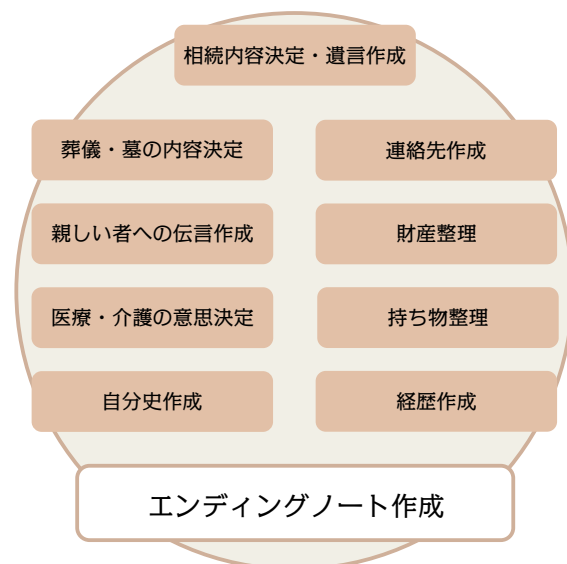 相続内容決定・遺言作成
葬儀・墓の内容決定
連絡先作成
親しい者への伝言作成
財産整理
医療・介護の意思決定
持ち物整理
自分史作成
経歴作成
エンディングノート作成